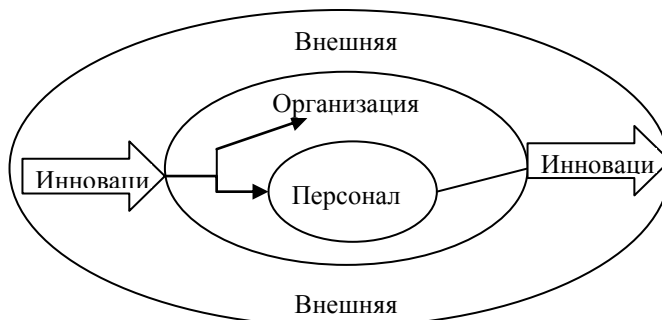 Внешняя
Организация
Инноваци
Персонал
Инноваци
Внешняя